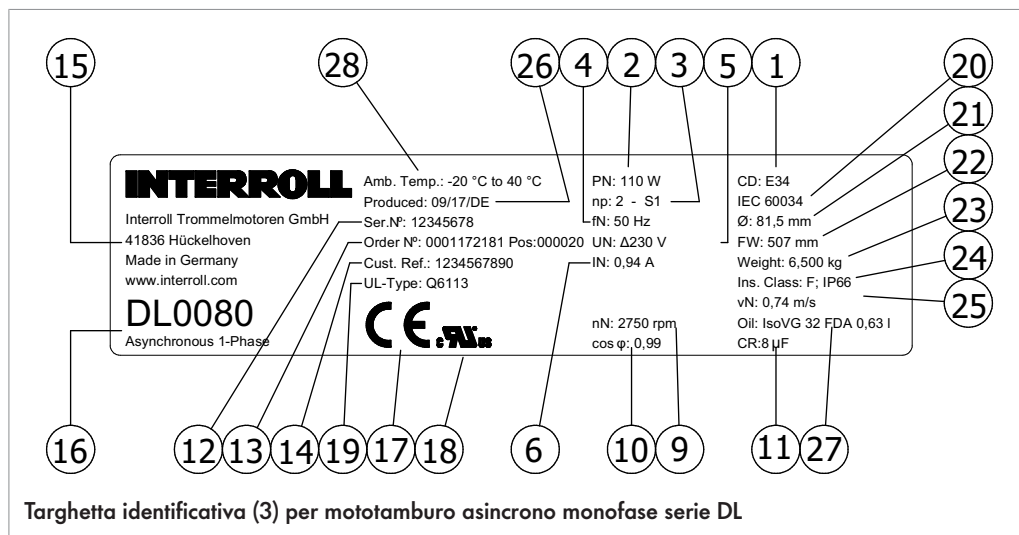 15
28
26
4
2
3
5
1
20
21
22
23
24
25
INTERROLL
Interroll Trommelmotoren GmbH
41836 Hückelhoven
Made in Germany
www.interroll.com
DL0080
Asynchronous 1-Phase
Amb. Temp.: -20 °C to 40 °C
Produced: 09/17/DE
Ser.Nº: 12345678
Order Nº: 0001172181 Pos:000020
Cust. Ref.: 1234567890
UL-Type: Q6113
CE c RU us
PN: 110 W
np: 2 - S1
fN: 50 Hz
UN: Δ230 V
IN: 0,94 A
nN: 2750 rpm
cos φ: 0,99
CD: E34
IEC 60034
Ø: 81,5 mm
FW: 507 mm
Weight: 6,500 kg
Ins. Class: F; IP66
vN: 0,74 m/s
Oil: IsoVG 32 FDA 0,63 l
CR:8 µF
16
12
13
14
19
17
18
6
10
9
11
27
Targhetta identificativa (3) per mototamburo asincrono monofase serie DL